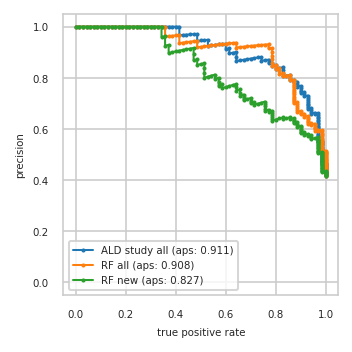 precision
1.0
0.8
0.6
0.4
0.2
0.0
ALD study all (aps: 0.911)
RF all (aps: 0.908)
RF new (aps: 0.827)
0.0 0.2 0.4 0.6 0.8 1.0
true positive rate